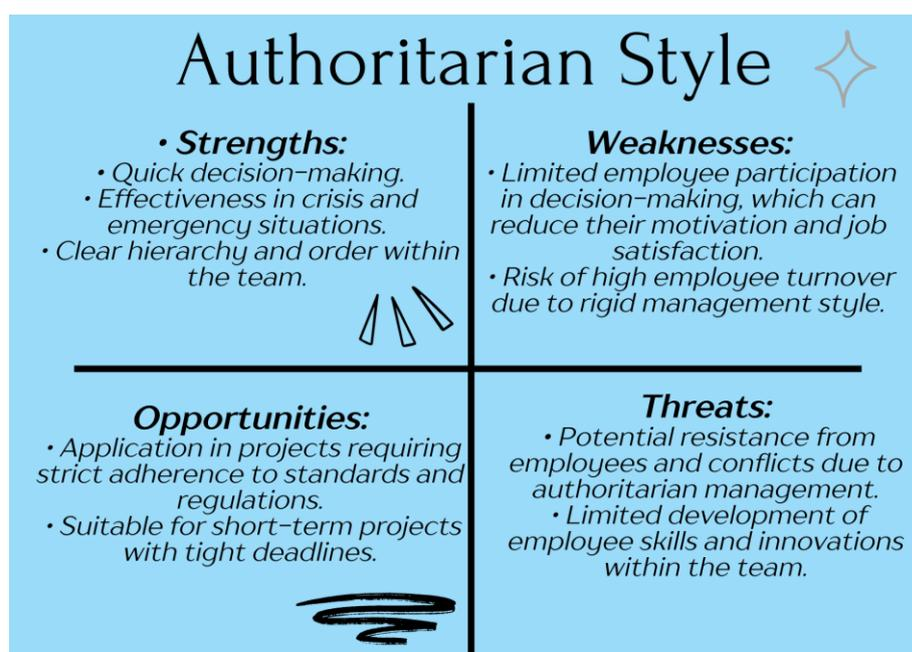 Authoritarian Style
• Strengths:
• Quick decision-making.
• Effectiveness in crisis and
emergency situations.
• Clear hierarchy and order within
the team.
Weaknesses:
• Limited employee participation
in decision-making, which can
reduce their motivation and job
satisfaction.
• Risk of high employee turnover
due to rigid management style.
Opportunities:
• Application in projects requiring
strict adherence to standards and
regulations.
• Suitable for short-term projects
with tight deadlines.
Threats:
• Potential resistance from
employees and conflicts due to
authoritarian management.
• Limited development of
employee skills and innovations
within the team.